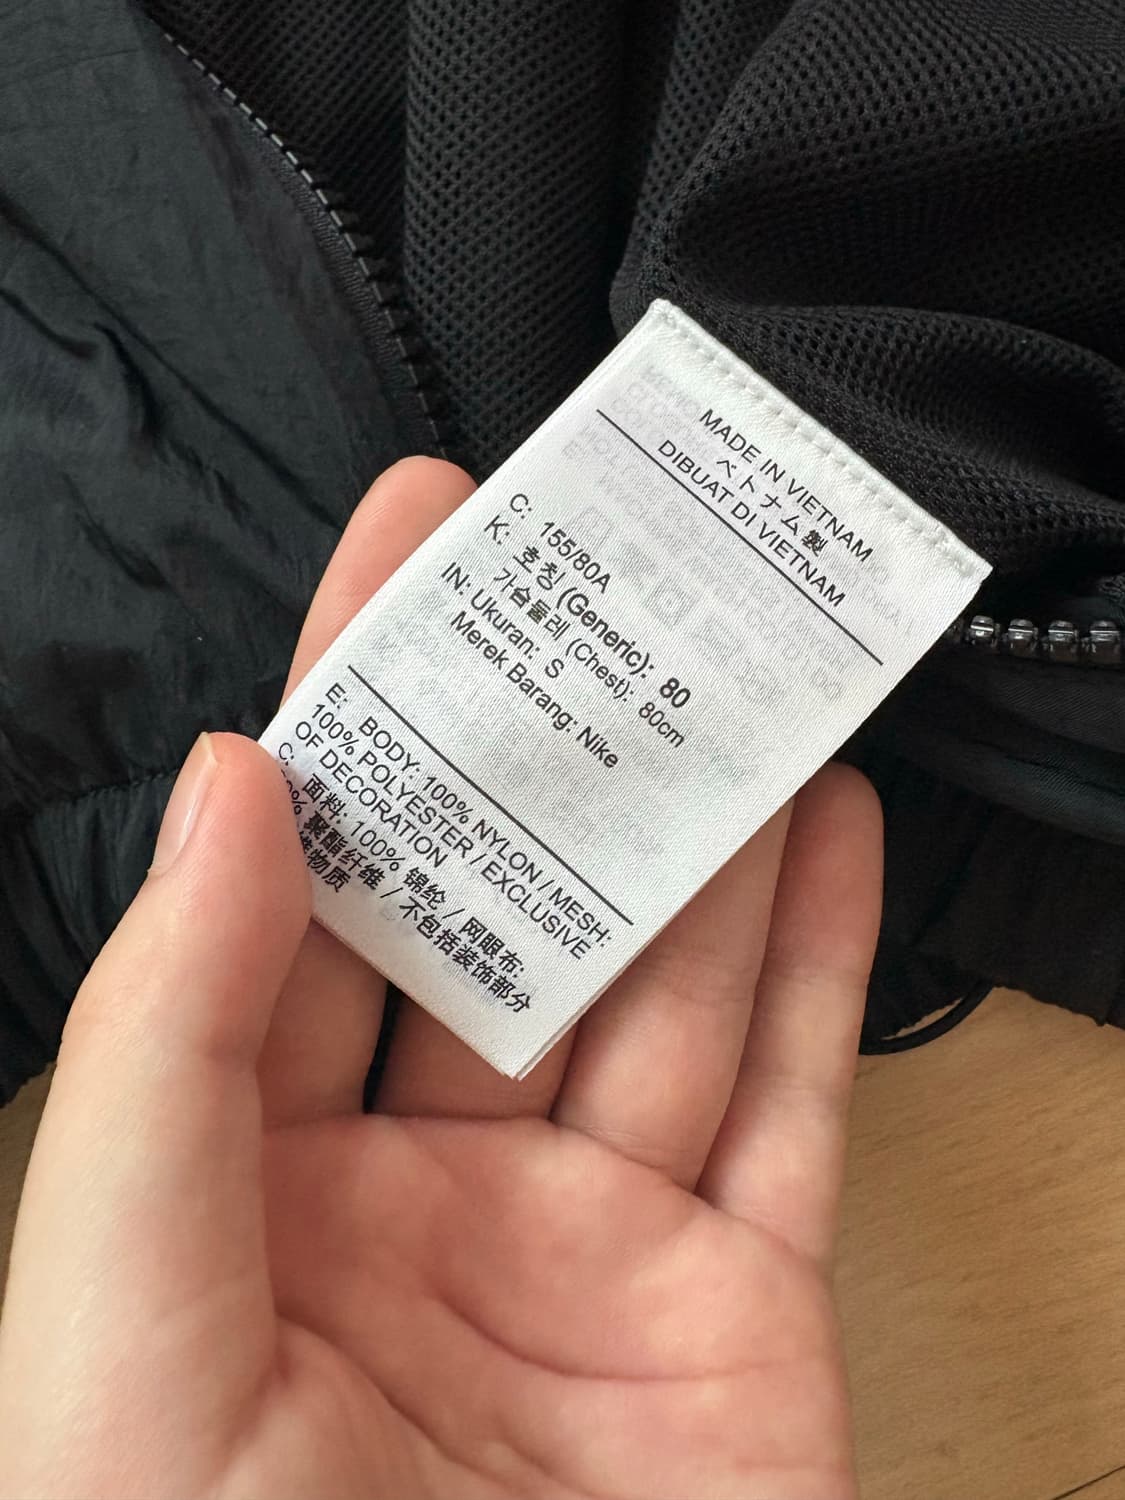 MADE IN VIETNAM
ベトナム製
DIBUAT DI VIETNAM
C: 155/80A
K: 호칭 (Generic): 80
가슴둘레 (Chest): 80cm
IN: Ukuran: S
Merek Barang: Nike
E: BODY: 100% NYLON / MESH:
100% POLYESTER / EXCLUSIVE
OF DECORATION
C: 面料: 100% 锦纶 / 网眼布:
聚酯纤维 / 不包括装饰部分
物质